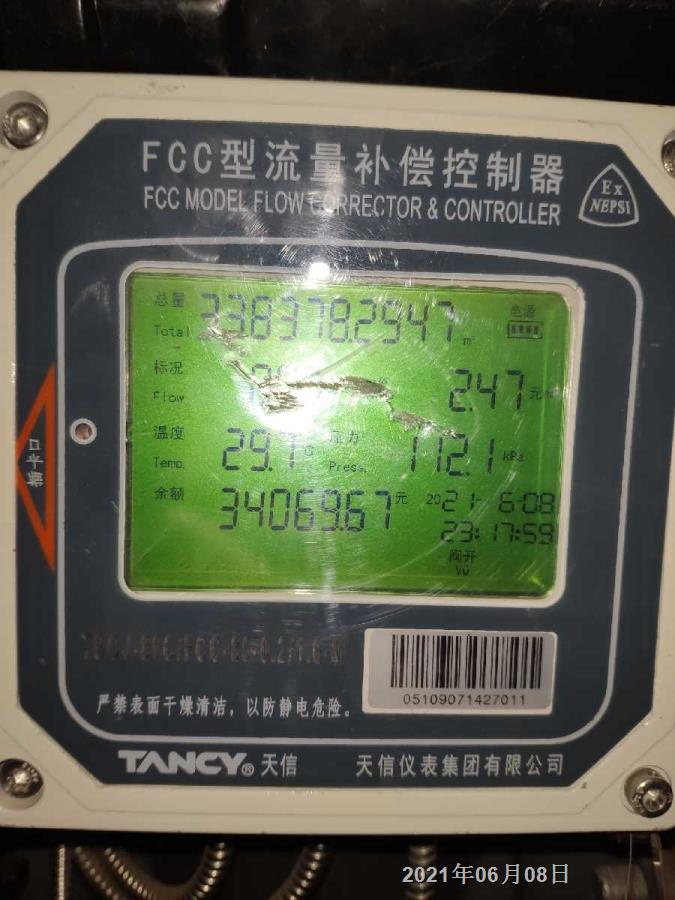 FCC型流量补偿控制器
FCC MODEL FLOW CORRECTOR & CONTROLLER
Ex
NEPSI
总量
Total
338378.2947
m³
电源
标况
Flow
2.47
元/m³
温度
Temp.
29.1
℃
压力
Press.
112.1
kPa
余额
34069.67
元
2021-6-08
23:17:59
阀开
端平口
05109071427011
严禁表面干燥清洁，以防静电危险。
TANCY® 天信
天信仪表集团有限公司
2021年06月08日